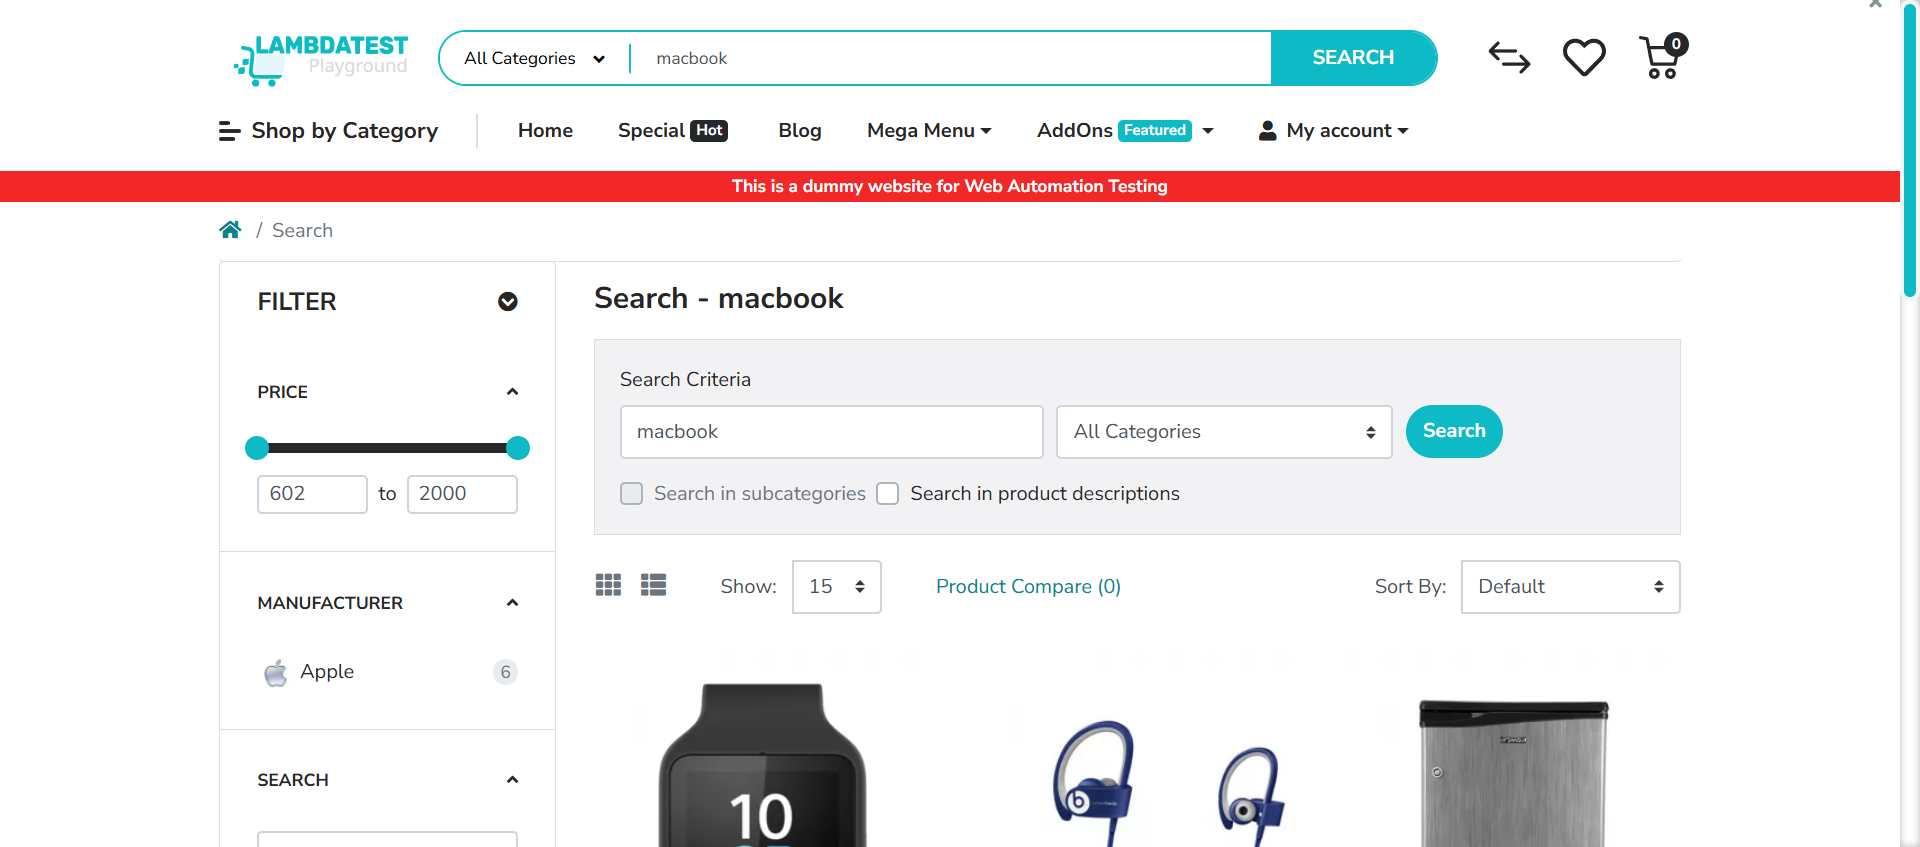 LAMBDATEST
Playground
All Categories
macbook
SEARCH
0
Shop by Category
Home
Special Hot
Blog
Mega Menu
AddOns Featured
My account
This is a dummy website for Web Automation Testing
/ Search
FILTER
PRICE
602 to 2000
MANUFACTURER
Apple 6
SEARCH
Search - macbook
Search Criteria
macbook
All Categories
Search
Search in subcategories
Search in product descriptions
Show: 15
Product Compare (0)
Sort By: Default
10